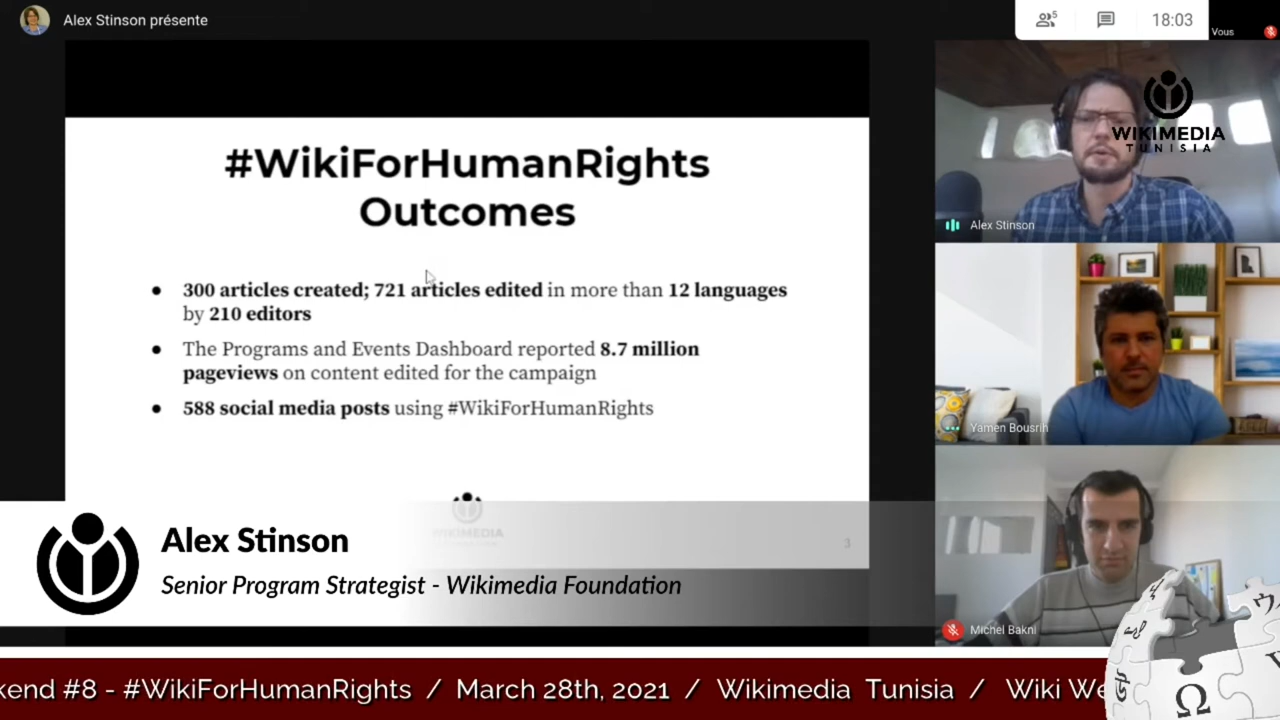 Alex Stinson présente
5
18:03
Vous
#WikiForHumanRights
Outcomes
● 300 articles created; 721 articles edited in more than 12 languages
by 210 editors
● The Programs and Events Dashboard reported 8.7 million
pageviews on content edited for the campaign
● 588 social media posts using #WikiForHumanRights
WIKIMEDIA
3
WIKIMEDIA
TUNISIA
Alex Stinson
Yamen Bousrih
Michel Bakni
Alex Stinson
Senior Program Strategist - Wikimedia Foundation
kend #8 - #WikiForHumanRights / March 28th, 2021 / Wikimedia Tunisia / Wiki We
Ω